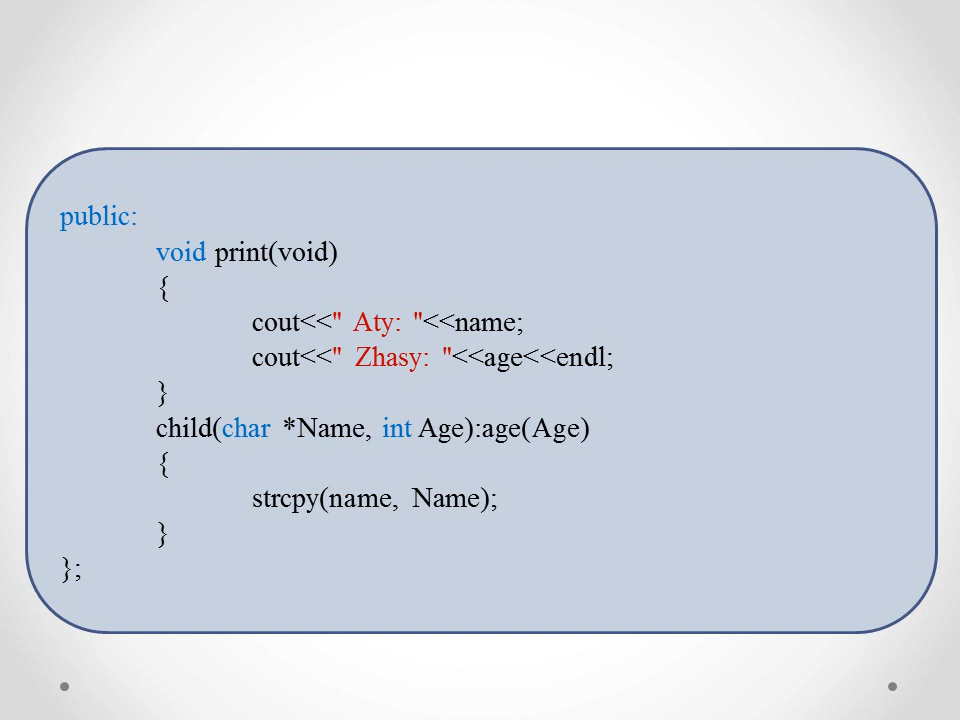 public:
void print(void)
{
cout<<" Aty: "<<name;
cout<<" Zhasy: "<<age<<endl;
}
child(char *Name, int Age):age(Age)
{
strcpy(name, Name);
}
};